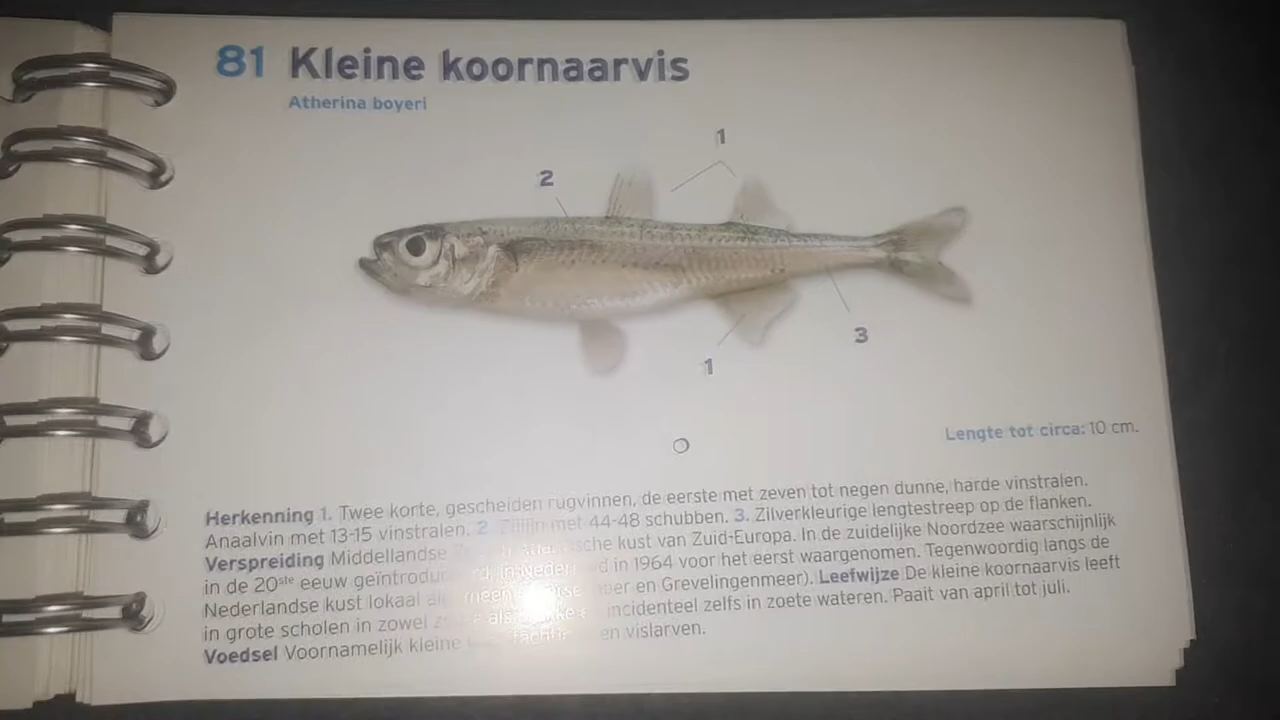 81 Kleine koornaarvis
Atherina boyeri
1
2
3
1
Lengte tot circa: 10 cm.
Herkenning 1. Twee korte, gescheiden rugvinnen, de eerste met zeven tot negen dunne, harde vinstralen.
Anaalvin met 13-15 vinstralen. 2. Zijlijn met 44-48 schubben. 3. Zilverkleurige lengtestreep op de flanken.
Verspreiding Middellandse kust van Zuid-Europa. In de zuidelijke Noordzee waarschijnlijk
in de 20ste eeuw in 1964 voor het eerst waargenomen. Tegenwoordig langs de
Nederlandse kust lokaal en Grevelingenmeer). Leefwijze De kleine koornaarvis leeft
in grote scholen in zowel incidenteel zelfs in zoete wateren. Paait van april tot juli.
Voedsel Voornamelijk kleine en vislarven.